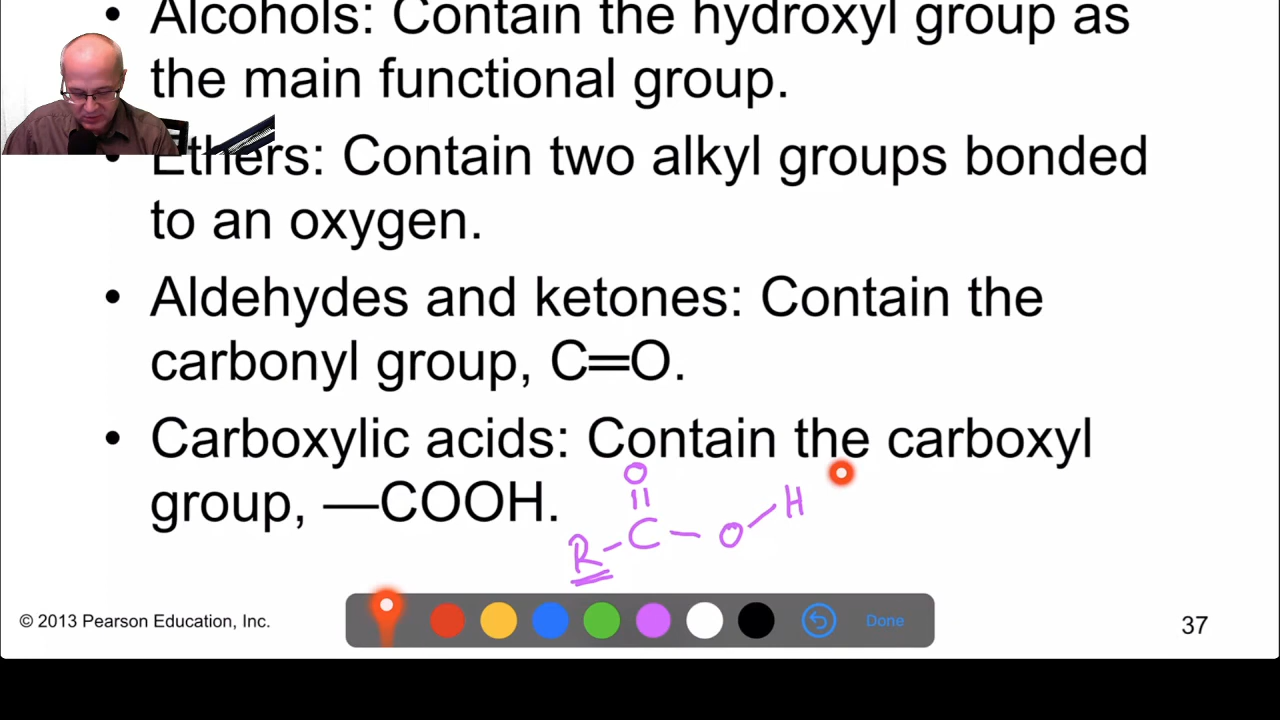 • Alcohols: Contain the hydroxyl group as
the main functional group.
• Ethers: Contain two alkyl groups bonded
to an oxygen.
• Aldehydes and ketones: Contain the
carbonyl group, C═O.
• Carboxylic acids: Contain the carboxyl
group, —COOH.
O
||
R - C - O - H
© 2013 Pearson Education, Inc.
Done
37